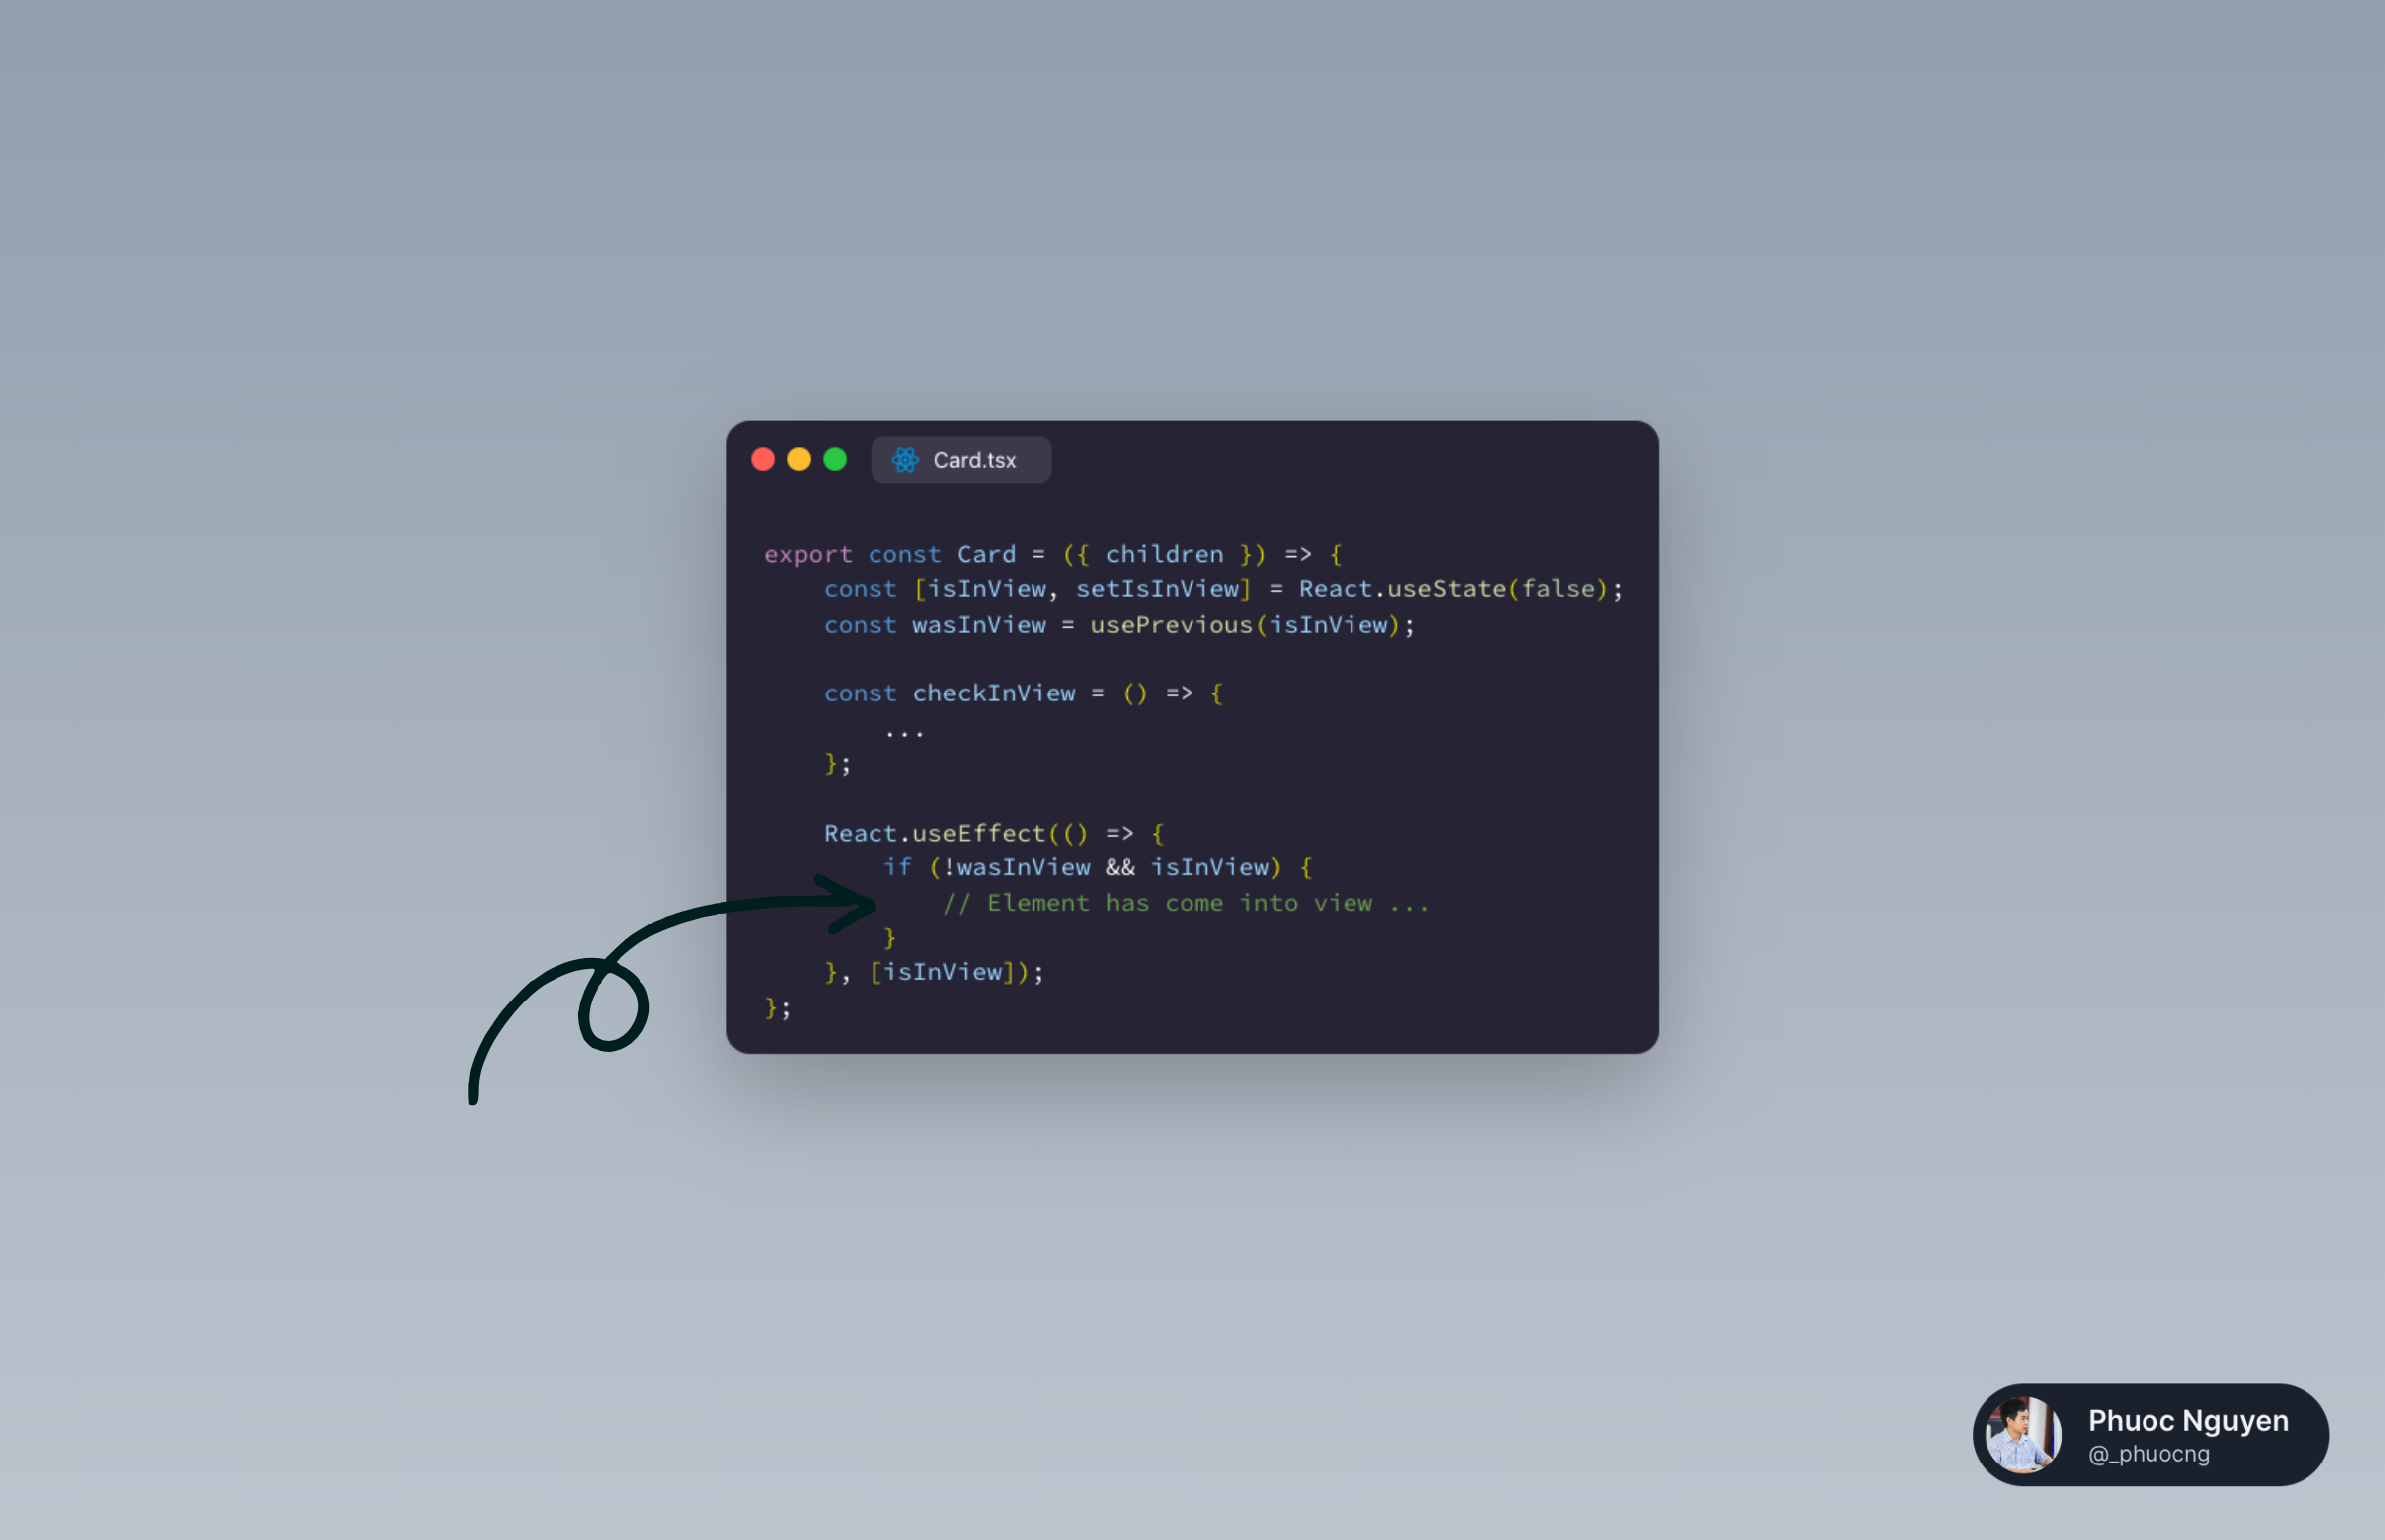 Card.tsx
export const Card = ({ children }) => {
    const [isInView, setIsInView] = React.useState(false);
    const wasInView = usePrevious(isInView);
    const checkInView = () => {
        ...
    };
    React.useEffect(() => {
        if (!wasInView && isInView) {
            // Element has come into view ...
        }
    }, [isInView]);
};
Phuoc Nguyen
@_phuocng